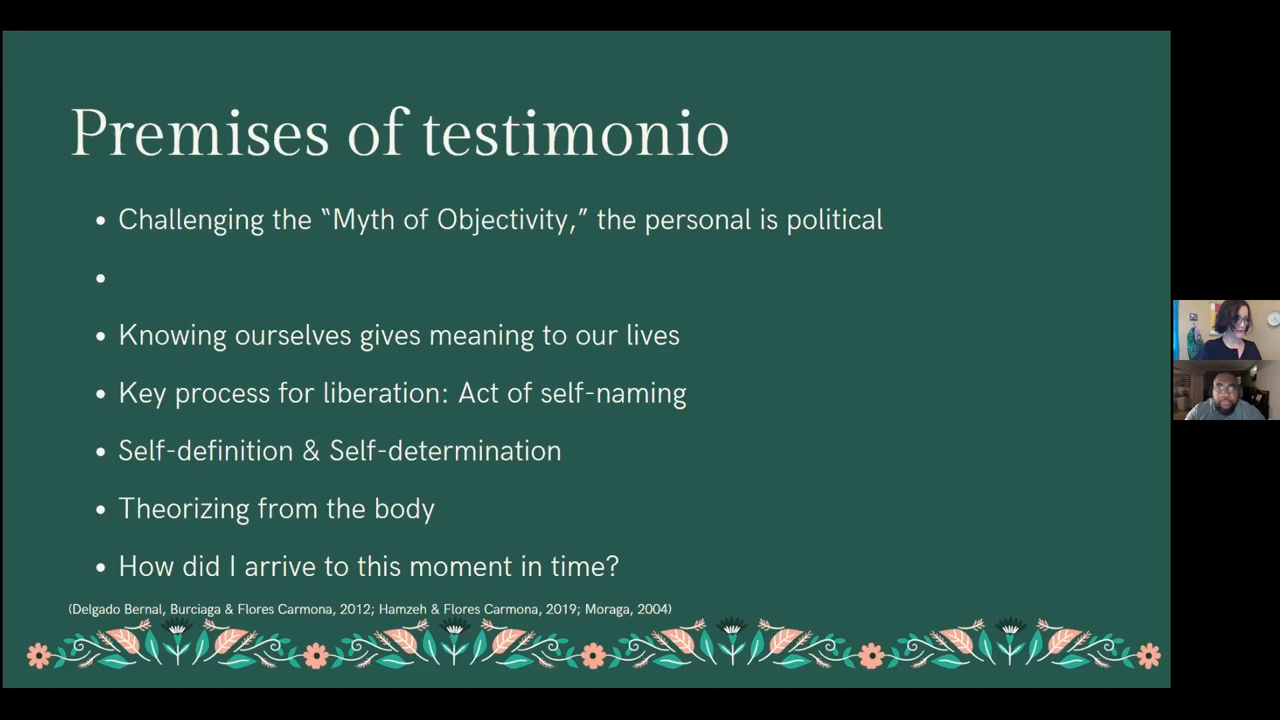 Premises of testimonio
• Challenging the “Myth of Objectivity,” the personal is political
•
• Knowing ourselves gives meaning to our lives
• Key process for liberation: Act of self-naming
• Self-definition & Self-determination
• Theorizing from the body
• How did I arrive to this moment in time?
(Delgado Bernal, Burciaga & Flores Carmona, 2012; Hamzeh & Flores Carmona, 2019; Moraga, 2004)